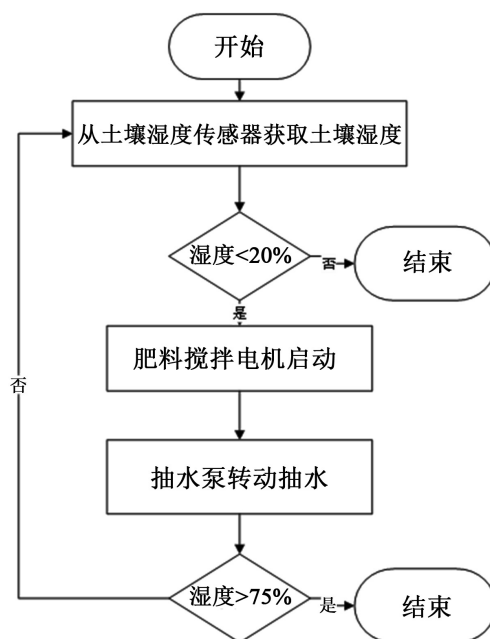 开始
从土壤湿度传感器获取土壤湿度
湿度<20%
否
结束
是
肥料搅拌电机启动
否
抽水泵转动抽水
湿度>75%
是
结束